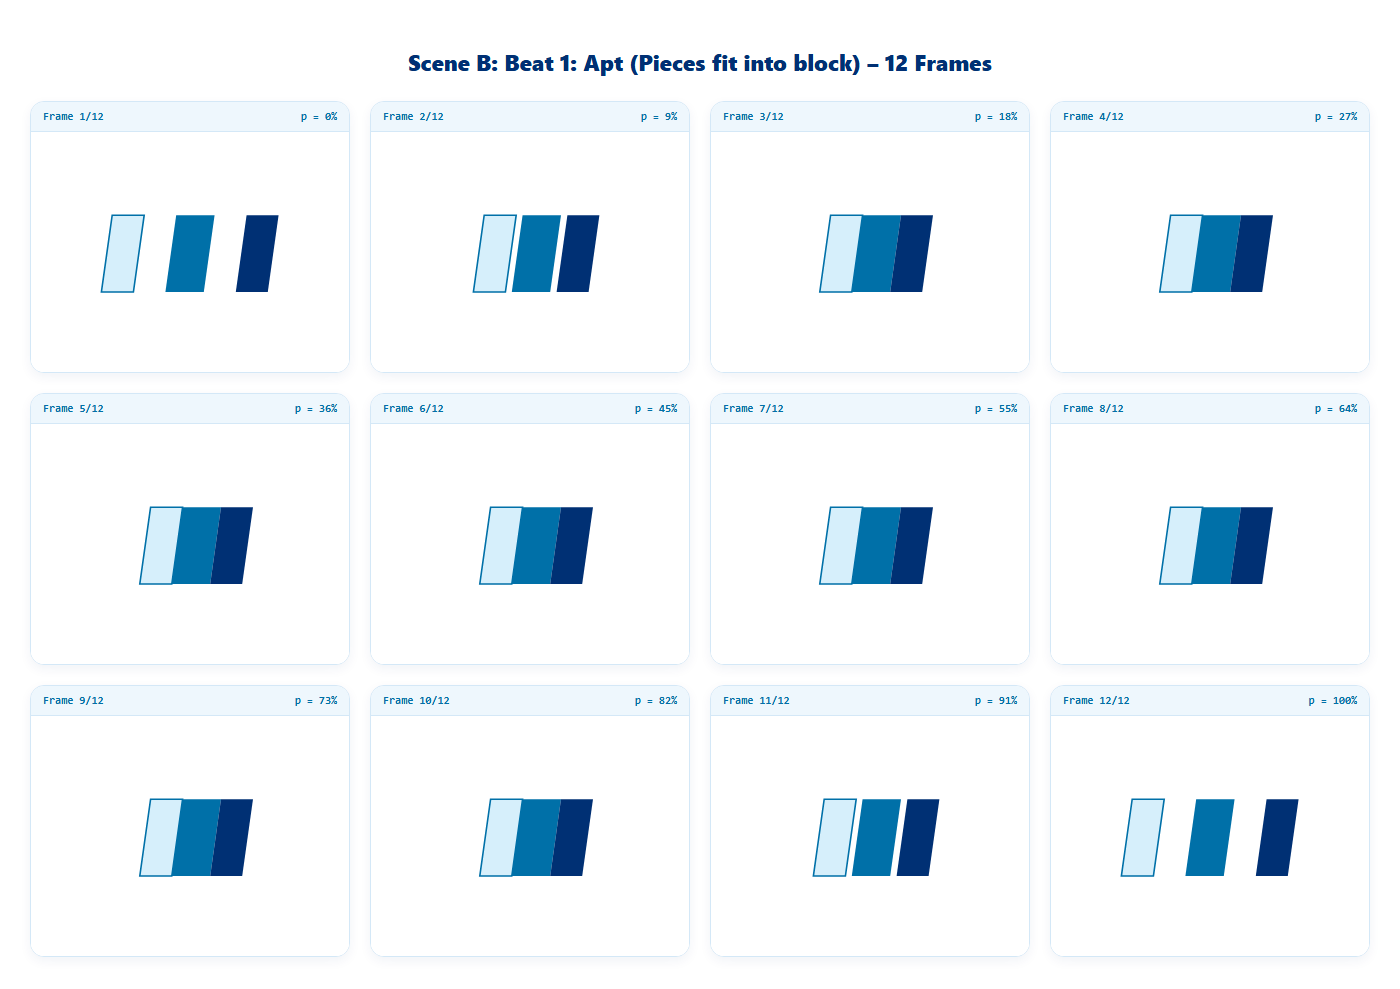 Scene B: Beat 1: Apt (Pieces fit into block) – 12 Frames
Frame 1/12 p = 0%
Frame 2/12 p = 9%
Frame 3/12 p = 18%
Frame 4/12 p = 27%
Frame 5/12 p = 36%
Frame 6/12 p = 45%
Frame 7/12 p = 55%
Frame 8/12 p = 64%
Frame 9/12 p = 73%
Frame 10/12 p = 82%
Frame 11/12 p = 91%
Frame 12/12 p = 100%